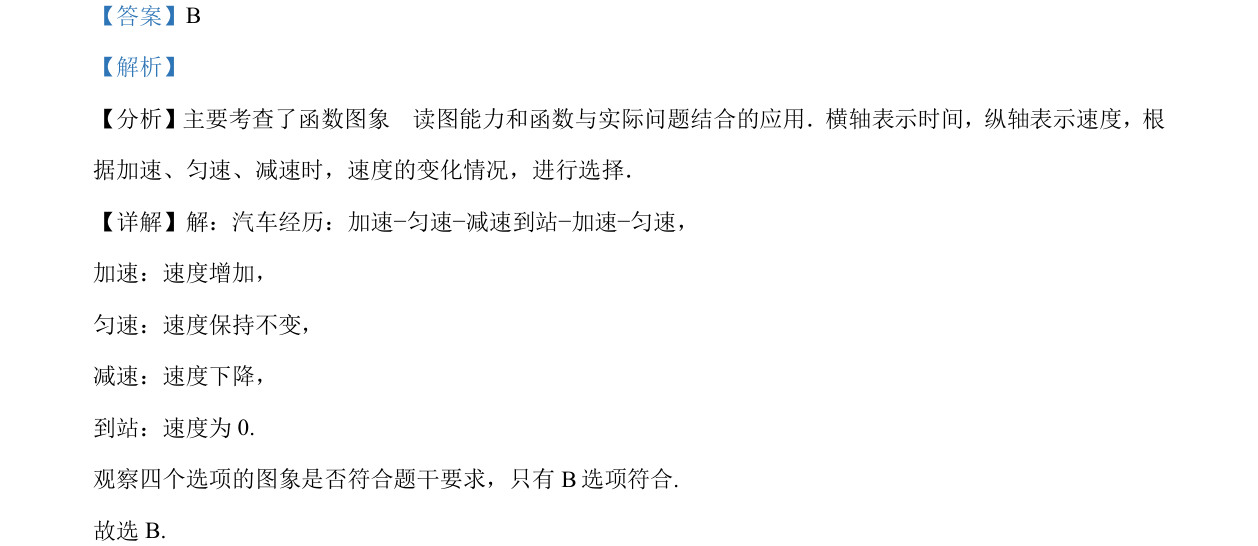 【答案】B
【解析】
【分析】主要考查了函数图象　读图能力和函数与实际问题结合的应用．横轴表示时间，纵轴表示速度，根
据加速、匀速、减速时，速度的变化情况，进行选择．
【详解】解：汽车经历：加速−匀速−减速到站−加速−匀速，
加速：速度增加，
匀速：速度保持不变，
减速：速度下降，
到站：速度为 0.
观察四个选项的图象是否符合题干要求，只有 B 选项符合.
故选 B.